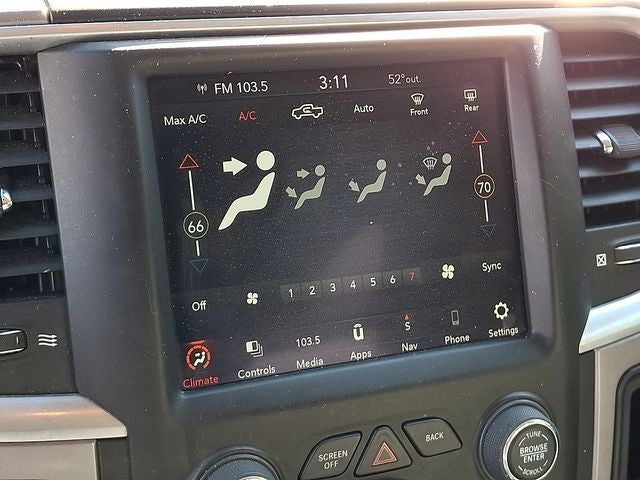 FM 103.5 3:11 52° out.
Max A/C A/C Auto Front Rear
66 70
Off 1 2 3 4 5 6 7 Sync
Climate Controls 103.5 Media Apps S Nav Phone Settings
SCREEN OFF BACK
TUNE
BROWSE
ENTER
SCROLL